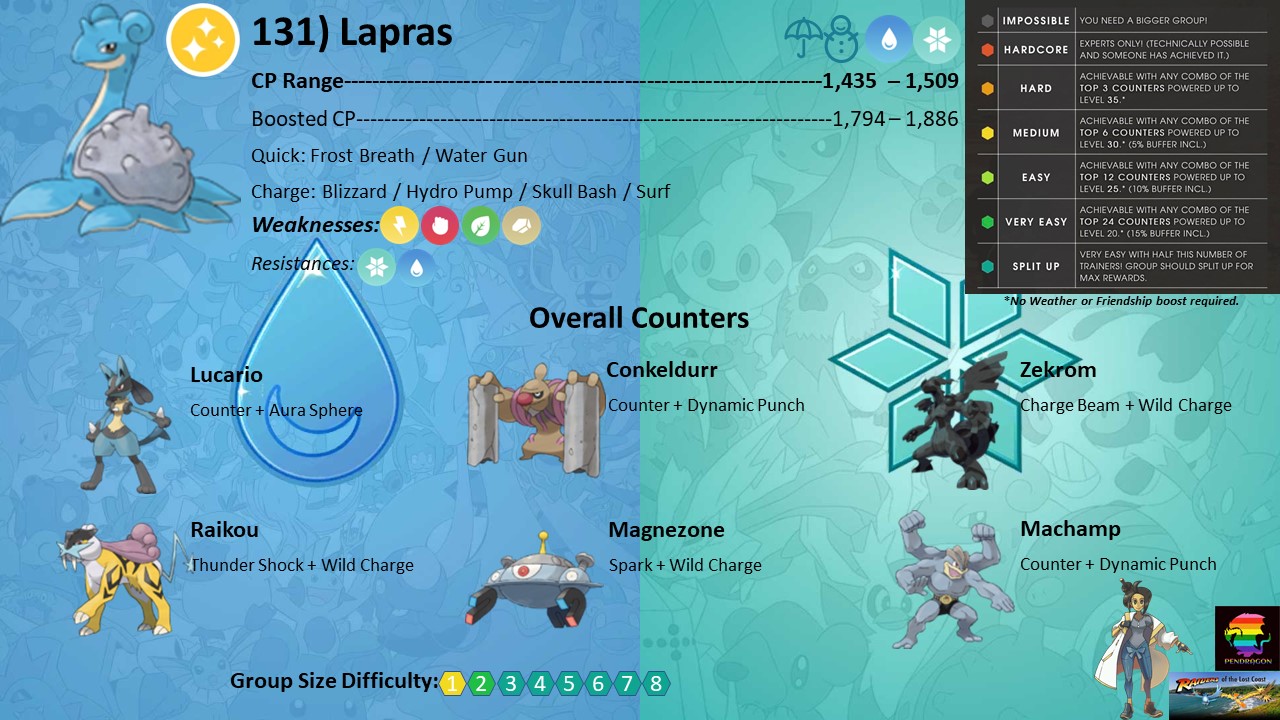 131) Lapras
CP Range------------------------------------------------------------------------1,435 – 1,509
Boosted CP------------------------------------------------------------------------1,794 – 1,886
Quick: Frost Breath / Water Gun
Charge: Blizzard / Hydro Pump / Skull Bash / Surf
Weaknesses:
Resistances:
IMPOSSIBLE YOU NEED A BIGGER GROUP!
HARDCORE EXPERTS ONLY! (TECHNICALLY POSSIBLE
AND SOMEONE HAS ACHIEVED IT.)
HARD ACHIEVABLE WITH ANY COMBO OF THE
TOP 3 COUNTERS POWERED UP TO
LEVEL 35.*
MEDIUM ACHIEVABLE WITH ANY COMBO OF THE
TOP 6 COUNTERS POWERED UP TO
LEVEL 30.* (5% BUFFER INCL.)
EASY ACHIEVABLE WITH ANY COMBO OF THE
TOP 12 COUNTERS POWERED UP TO
LEVEL 25.* (10% BUFFER INCL.)
VERY EASY ACHIEVABLE WITH ANY COMBO OF THE
TOP 24 COUNTERS POWERED UP TO
LEVEL 20.* (15% BUFFER INCL.)
SPLIT UP VERY EASY WITH HALF THIS NUMBER OF
TRAINERS! GROUP SHOULD SPLIT UP FOR
MAX REWARDS.
*No Weather or Friendship boost required.
Overall Counters
Lucario
Counter + Aura Sphere
Conkeldurr
Counter + Dynamic Punch
Zekrom
Charge Beam + Wild Charge
Raikou
Thunder Shock + Wild Charge
Magnezone
Spark + Wild Charge
Machamp
Counter + Dynamic Punch
Group Size Difficulty: 1 2 3 4 5 6 7 8
PENDRAGON
RAIDERS of the Lost Coast